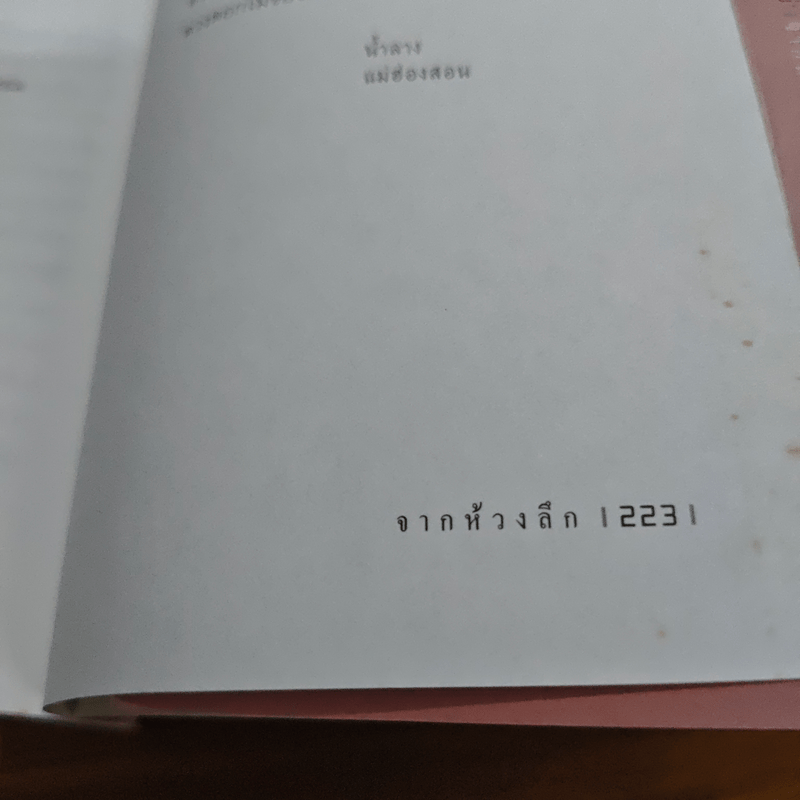 น้ำลาง
แม่ฮ่องสอน
จากห้วงลึก | 223 |